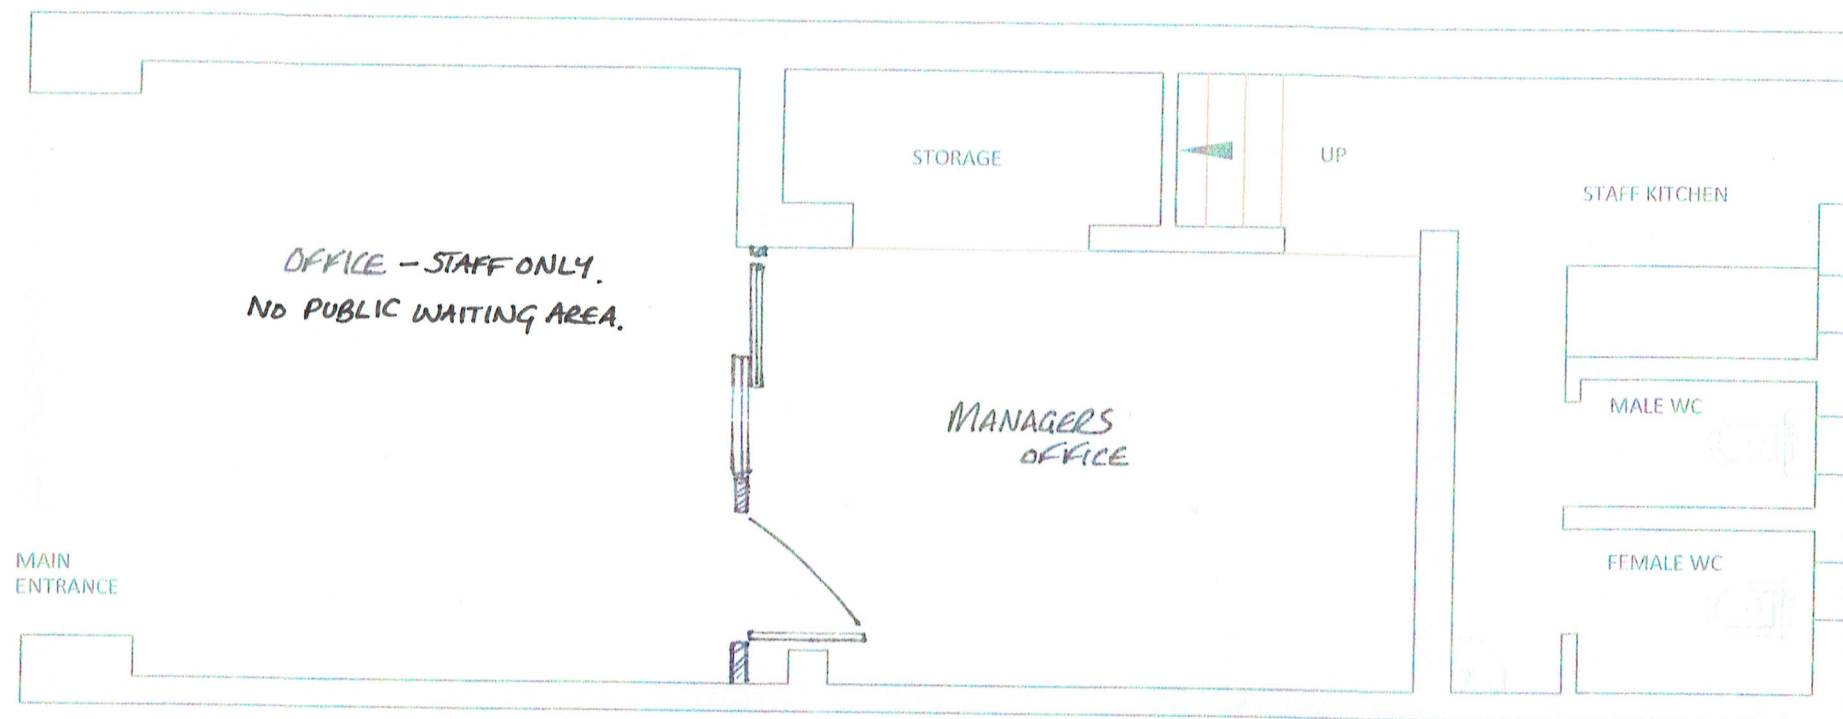 STORAGE
UP
STAFF KITCHEN
OFFICE - STAFF ONLY.
NO PUBLIC WAITING AREA.
MANAGERS
OFFICE
MALE WC
MAIN
ENTRANCE
FEMALE WC